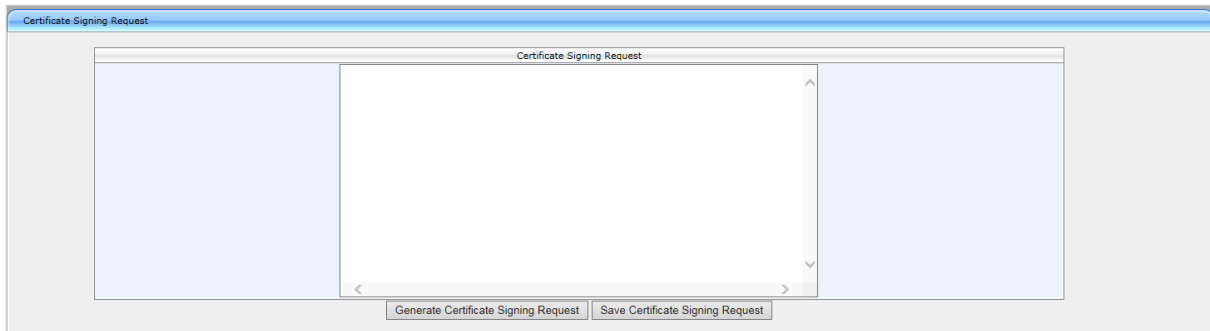 Certificate Signing Request
Certificate Signing Request
Generate Certificate Signing Request Save Certificate Signing Request